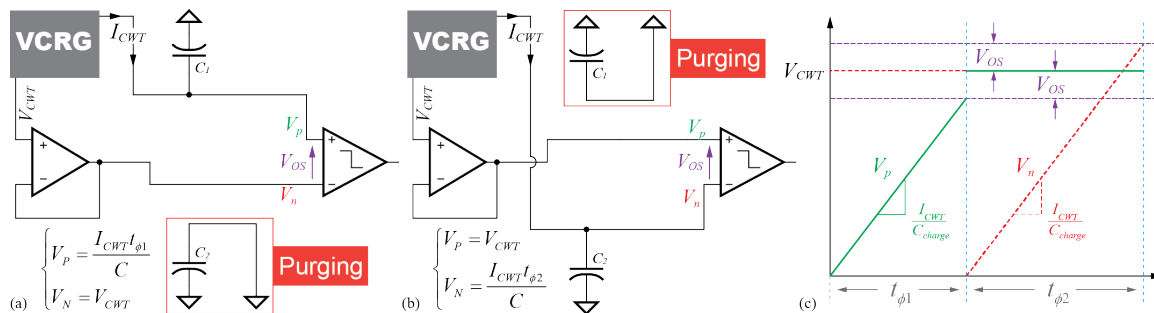 VCRG
I_CWT
C_1
V_CWT
+
−
V_p
V_OS
V_n
+
−
C_2
Purging
{ V_P = I_CWT t_ϕ1 / C
V_N = V_CWT
(a)
VCRG
I_CWT
C_1
Purging
V_CWT
+
−
V_p
V_OS
V_n
+
−
C_2
{ V_P = V_CWT
V_N = I_CWT t_ϕ2 / C
(b)
V_CWT
V_OS
V_OS
V_p
V_n
I_CWT / C_charge
I_CWT / C_charge
t_ϕ1
t_ϕ2
(c)